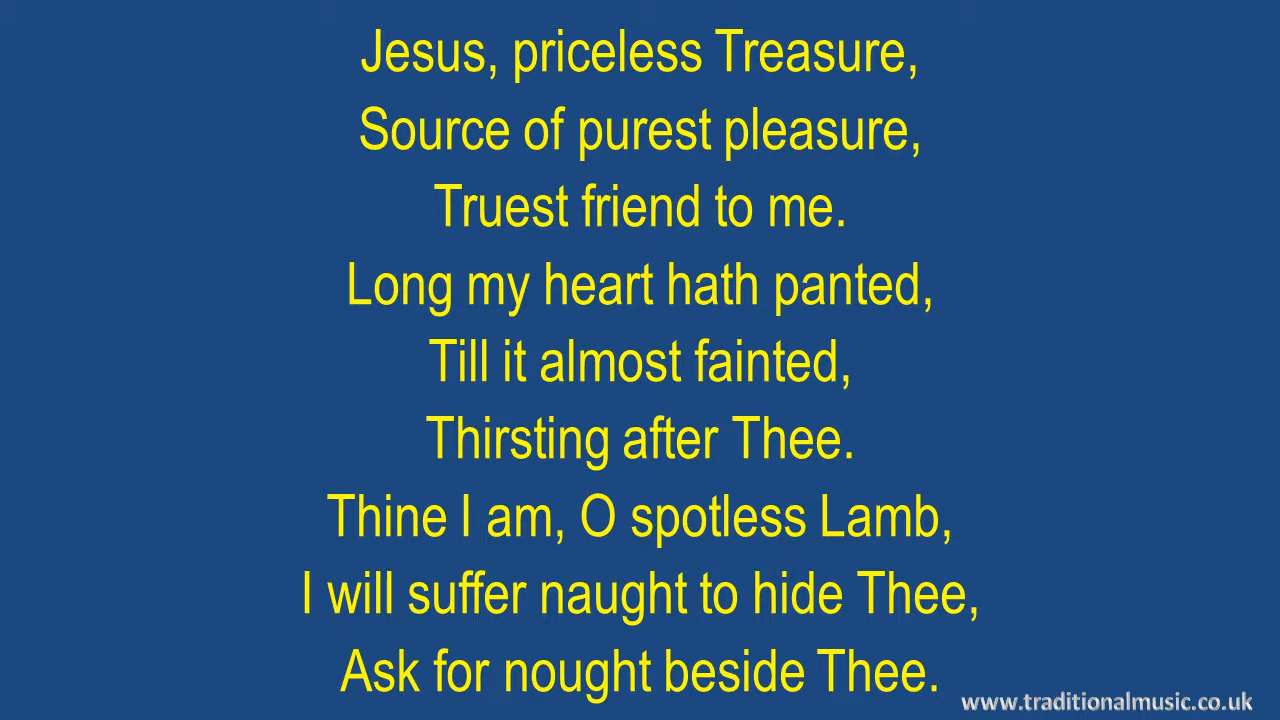 Jesus, priceless Treasure,
Source of purest pleasure,
Truest friend to me.
Long my heart hath panted,
Till it almost fainted,
Thirsting after Thee.
Thine I am, O spotless Lamb,
I will suffer naught to hide Thee,
Ask for nought beside Thee.
www.traditionalmusic.co.uk